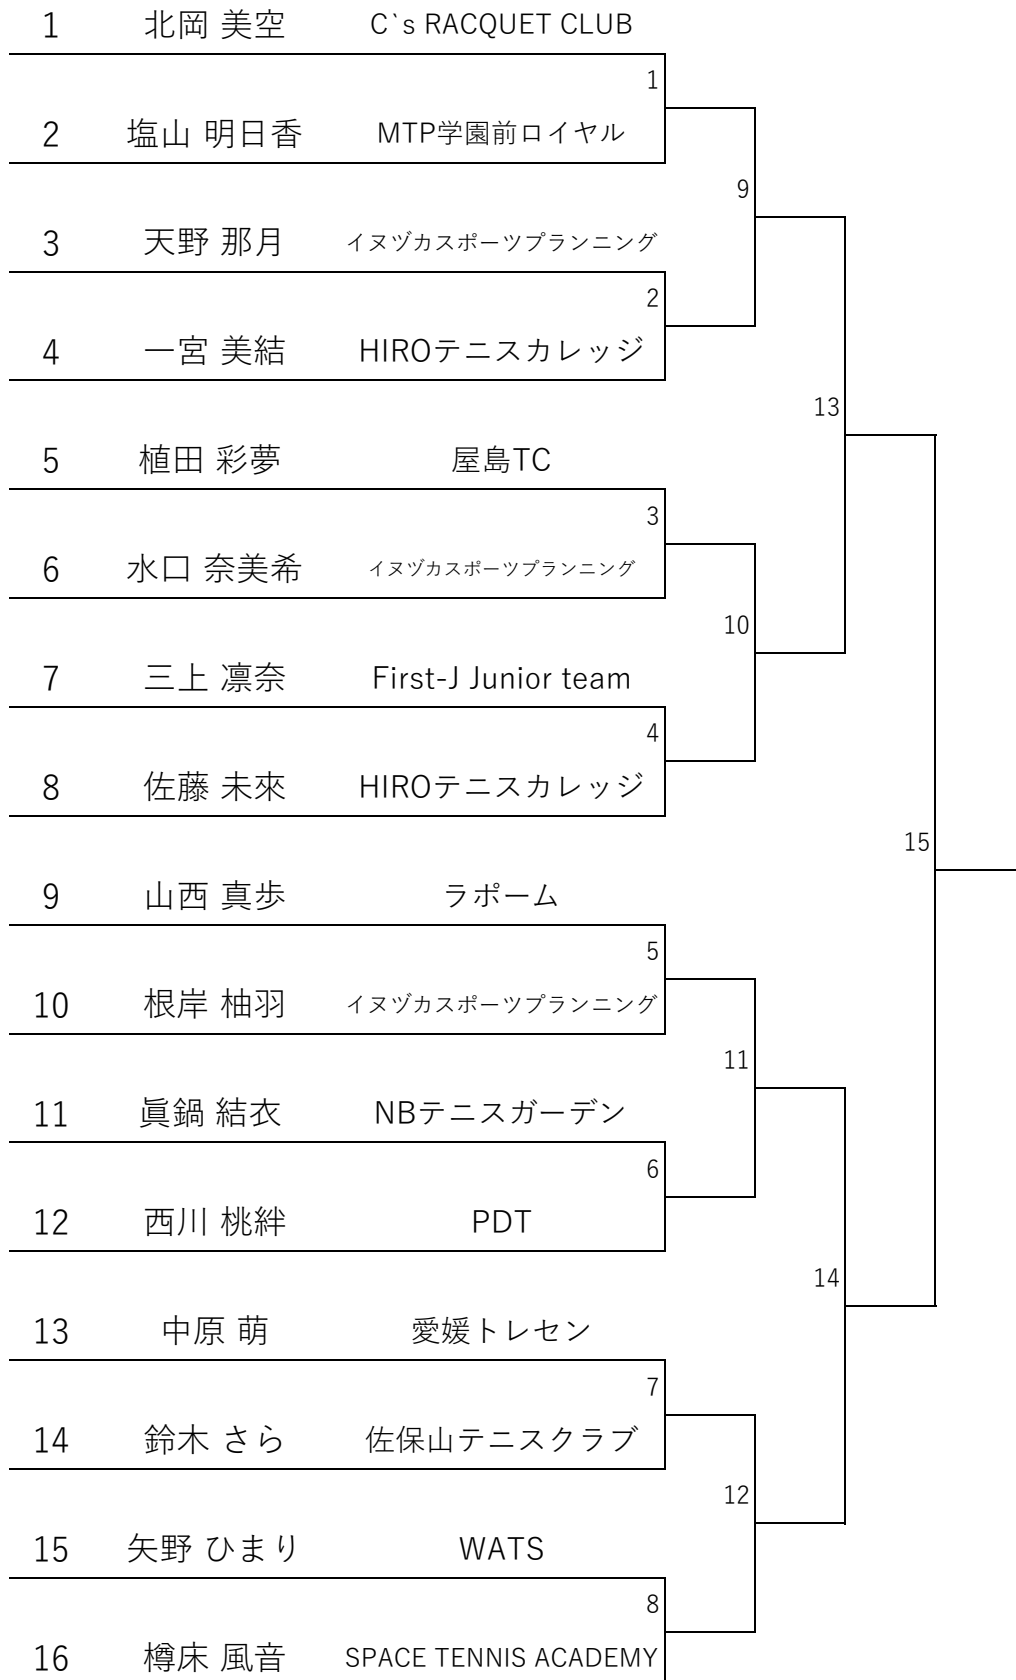 1 北岡 美空 C`s RACQUET CLUB
1
2 塩山 明日香 MTP学園前ロイヤル
9
3 天野 那月 イヌヅカスポーツプランニング
2
4 一宮 美結 HIROテニスカレッジ
13
5 植田 彩夢 屋島TC
3
6 水口 奈美希 イヌヅカスポーツプランニング
10
7 三上 凛奈 First-J Junior team
4
8 佐藤 未來 HIROテニスカレッジ
15
9 山西 真歩 ラポーム
5
10 根岸 柚羽 イヌヅカスポーツプランニング
11
11 眞鍋 結衣 NBテニスガーデン
6
12 西川 桃絆 PDT
14
13 中原 萌 愛媛トレセン
7
14 鈴木 さら 佐保山テニスクラブ
12
15 矢野 ひまり WATS
8
16 樽床 風音 SPACE TENNIS ACADEMY